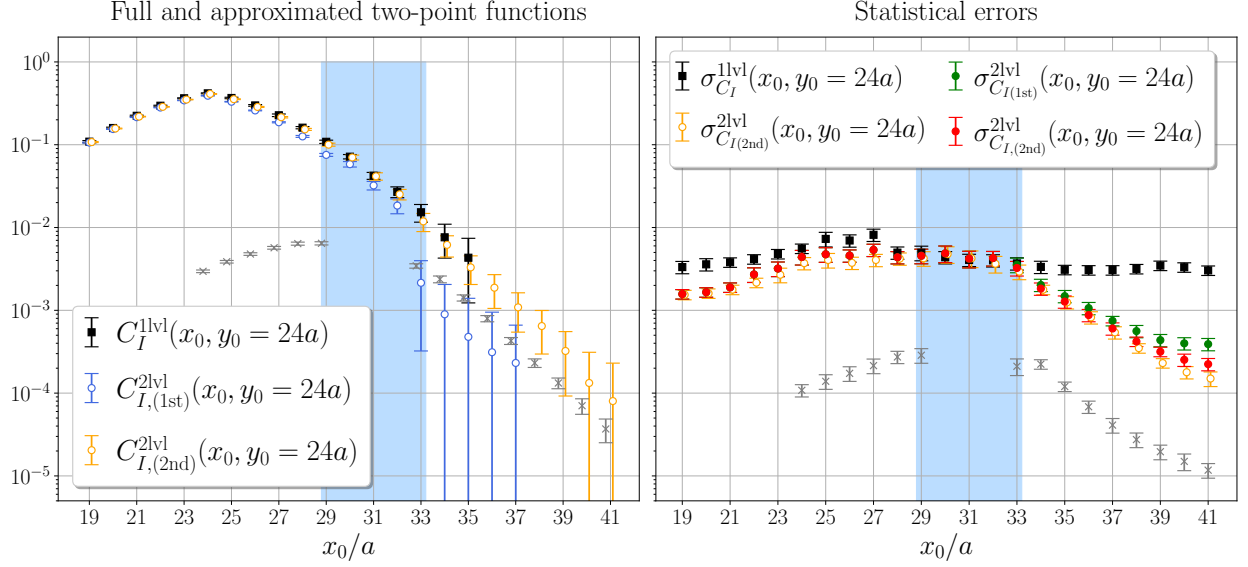 Full and approximated two-point functions
10^0
10^{-1}
10^{-2}
10^{-3}
10^{-4}
10^{-5}
C_I^{1lvl}(x_0, y_0 = 24a)
C_{I,(1st)}^{2lvl}(x_0, y_0 = 24a)
C_{I,(2nd)}^{2lvl}(x_0, y_0 = 24a)
19 21 23 25 27 29 31 33 35 37 39 41
x_0/a
Statistical errors
σ_{C_I}^{1lvl}(x_0, y_0 = 24a)
σ_{C_{I(2nd)}}^{2lvl}(x_0, y_0 = 24a)
σ_{C_{I(1st)}}^{2lvl}(x_0, y_0 = 24a)
σ_{C_{I,(2nd)}}^{2lvl}(x_0, y_0 = 24a)
19 21 23 25 27 29 31 33 35 37 39 41
x_0/a